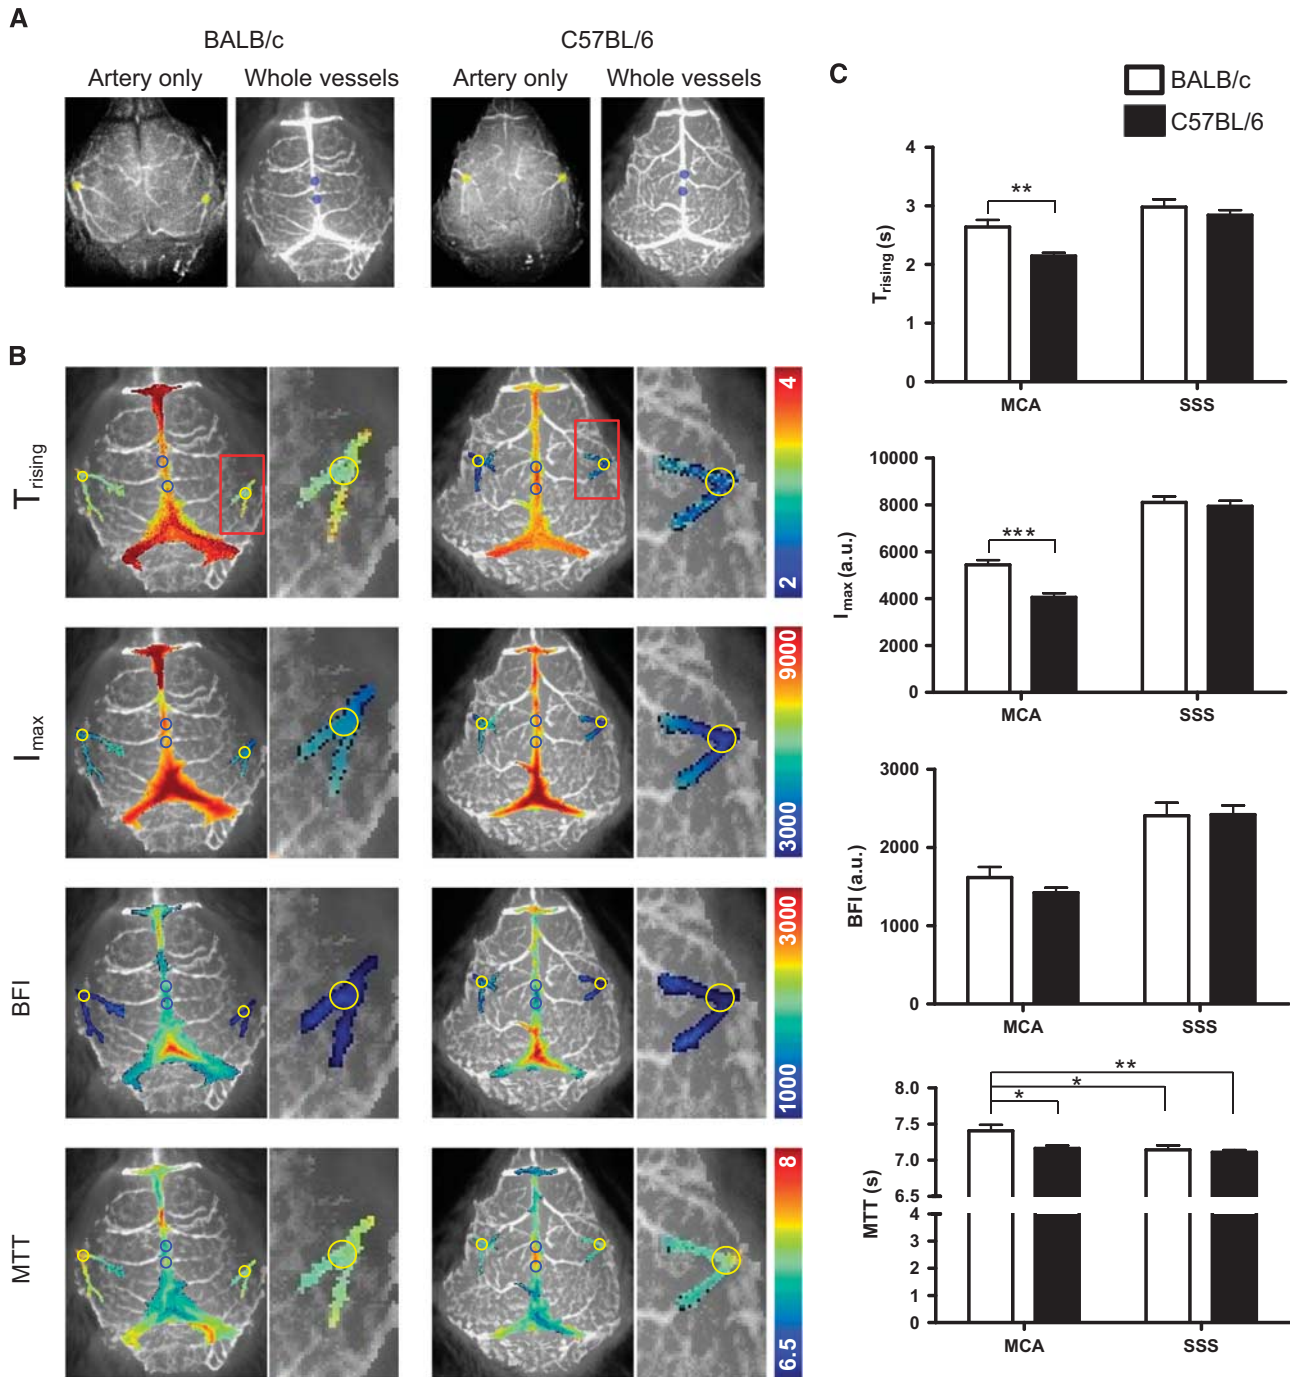 A
BALB/c
C57BL/6
Artery only
Whole vessels
Artery only
Whole vessels
B
Trising
4
2
Imax
9000
3000
BFI
3000
1000
MTT
8
6.5
C
BALB/c
C57BL/6
Trising (s)
4
3
2
1
0
**
MCA
SSS
Imax (a.u.)
10000
8000
6000
4000
2000
0
***
MCA
SSS
BFI (a.u.)
3000
2000
1000
0
MCA
SSS
MTT (s)
8.0
7.5
7.0
6.5
4
3
2
1
0
**
*
*
MCA
SSS